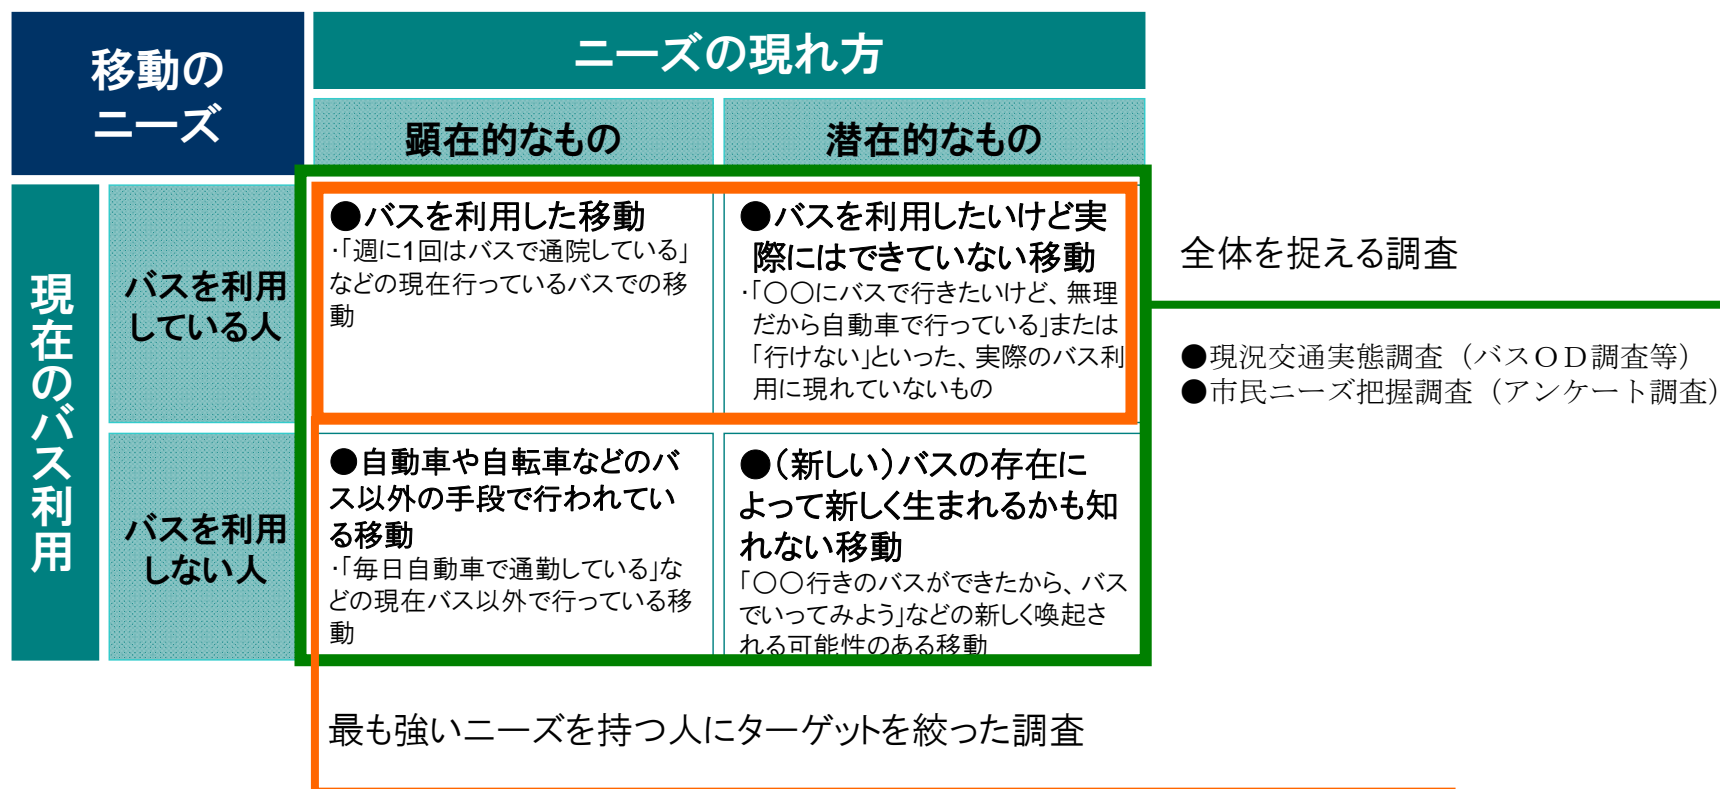 移動の
ニーズ
ニーズの現れ方
顕在的なもの
潜在的なもの
現在のバス利用
バスを利用
している人
●バスを利用した移動
・「週に1回はバスで通院している」
などの現在行っているバスでの移
動
●バスを利用したいけど実
際にはできていない移動
・「○○にバスで行きたいけど、無理
だから自動車で行っている」または
「行けない」といった、実際のバス利
用に現れていないもの
バスを利用
しない人
●自動車や自転車などのバ
ス以外の手段で行われてい
る移動
・「毎日自動車で通勤している」な
どの現在バス以外で行っている移
動
●(新しい)バスの存在に
よって新しく生まれるかも知
れない移動
「○○行きのバスができたから、バス
でいってみよう」などの新しく喚起さ
れる可能性のある移動
全体を捉える調査
●現況交通実態調査（バスＯＤ調査等）
●市民ニーズ把握調査（アンケート調査）
最も強いニーズを持つ人にターゲットを絞った調査